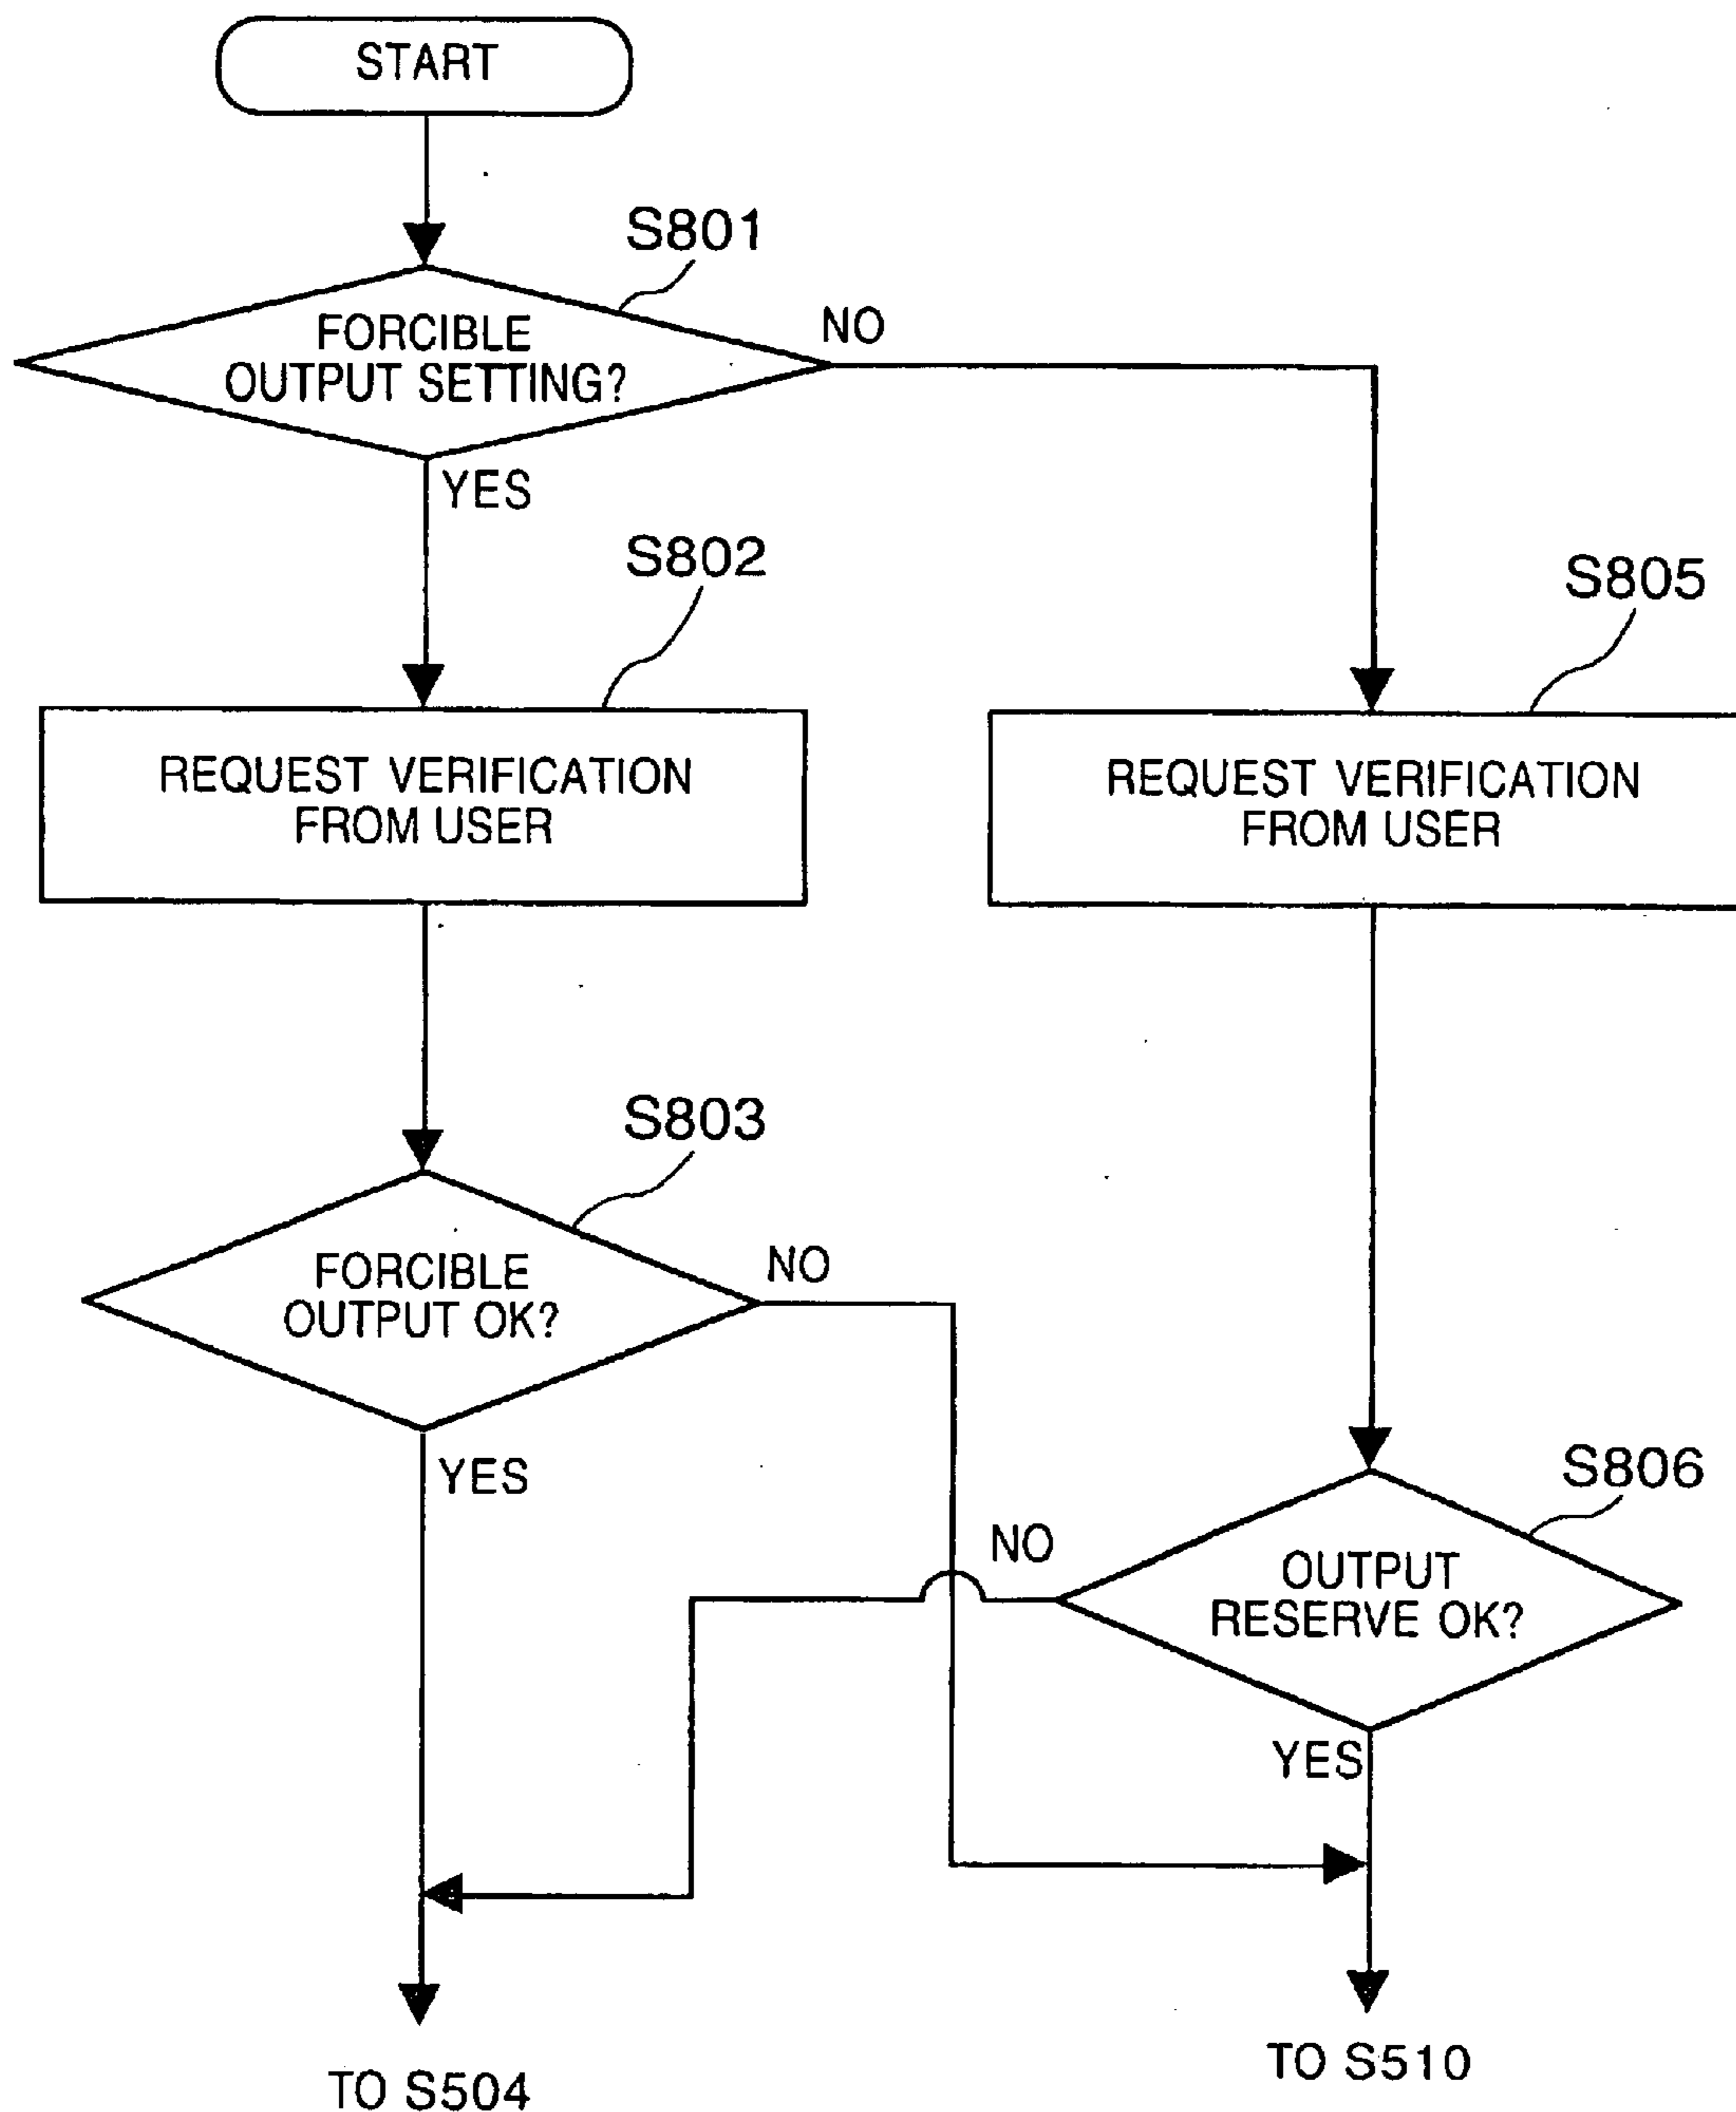 START
S801
FORCIBLE
OUTPUT SETTING?
NO
YES
S802
S805
REQUEST VERIFICATION
FROM USER
REQUEST VERIFICATION
FROM USER
S803
FORCIBLE
OUTPUT OK?
NO
YES
S806
NO
OUTPUT
RESERVE OK?
YES
TO S504
TO S510